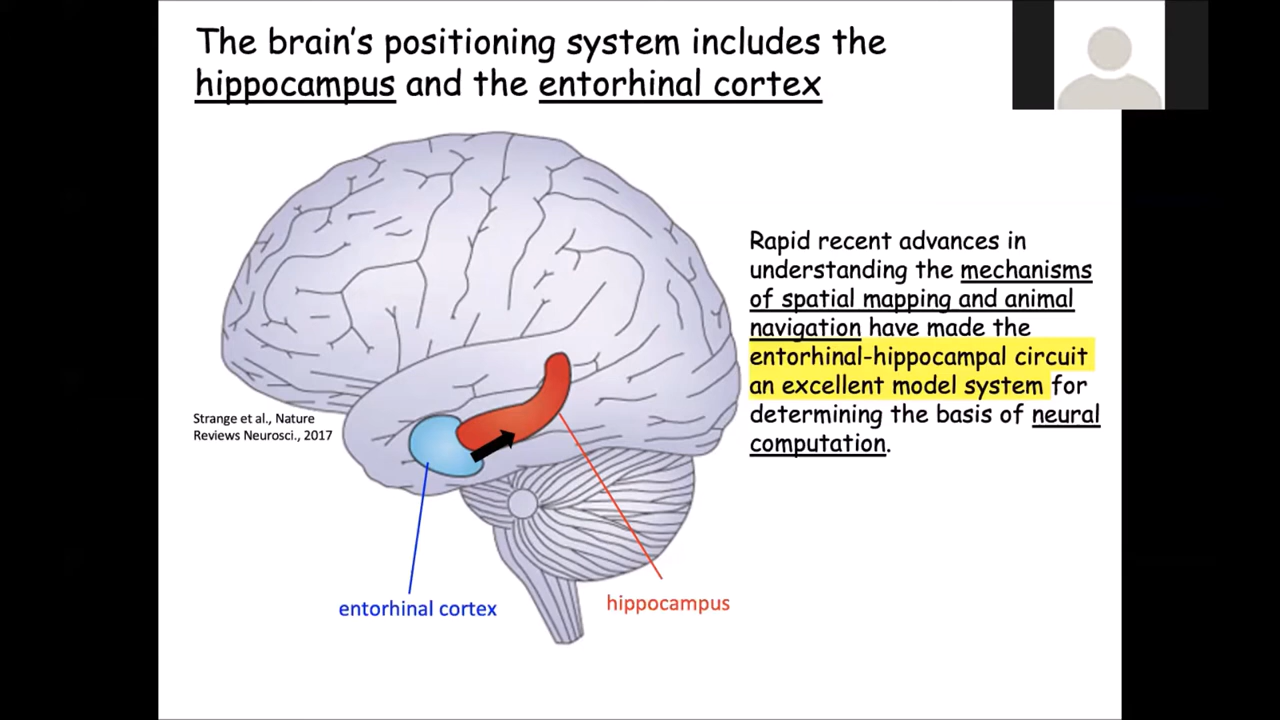 The brain's positioning system includes the
hippocampus and the entorhinal cortex
Rapid recent advances in
understanding the mechanisms
of spatial mapping and animal
navigation have made the
entorhinal-hippocampal circuit
an excellent model system for
determining the basis of neural
computation.
Strange et al., Nature
Reviews Neurosci., 2017
entorhinal cortex
hippocampus